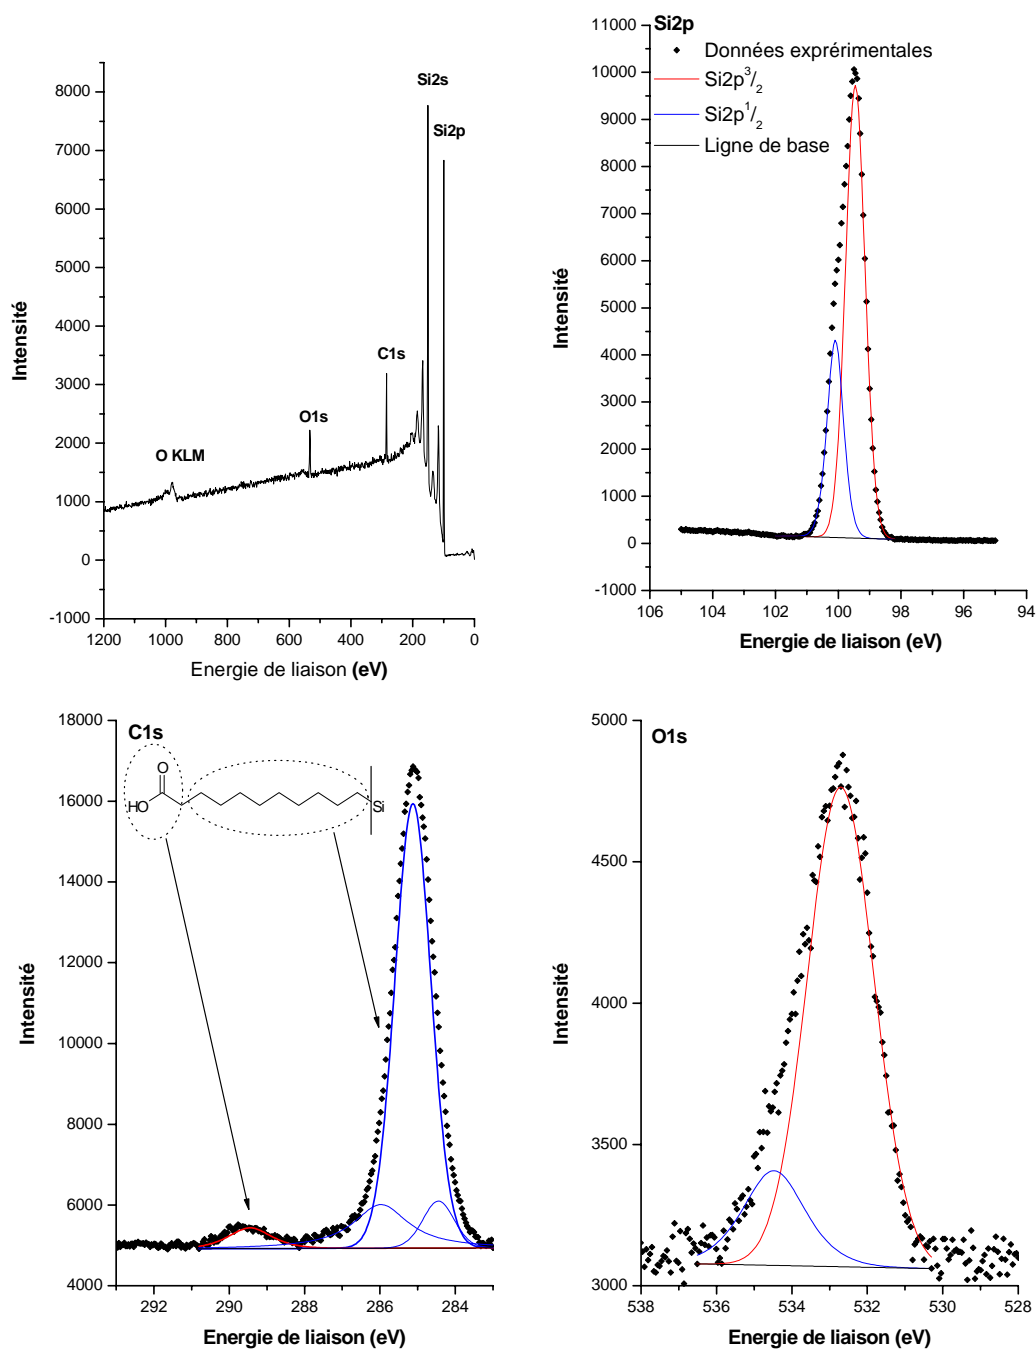 Si2s
Si2p
C1s
O1s
O KLM
8000
7000
6000
5000
4000
3000
2000
1000
0
-1000
1200
1000
800
600
400
200
0
Intensité
Energie de liaison (eV)
Si2p
Données exprérimentales
Si2p3/2
Si2p1/2
Ligne de base
10000
9000
8000
7000
6000
5000
4000
3000
2000
1000
0
-1000
106
104
102
100
98
96
94
Intensité
Energie de liaison (eV)
C1s
O
HO
Si
18000
16000
14000
12000
10000
8000
6000
4000
292
290
288
286
284
Intensité
Energie de liaison (eV)
O1s
5000
4500
4000
3500
3000
538
536
534
532
530
528
Intensité
Energie de liaison (eV)